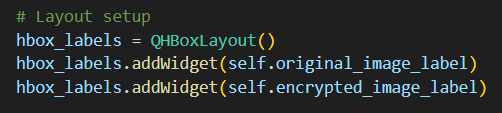 # Layout setup
hbox_labels = QHBoxLayout()
hbox_labels.addWidget(self.original_image_label)
hbox_labels.addWidget(self.encrypted_image_label)